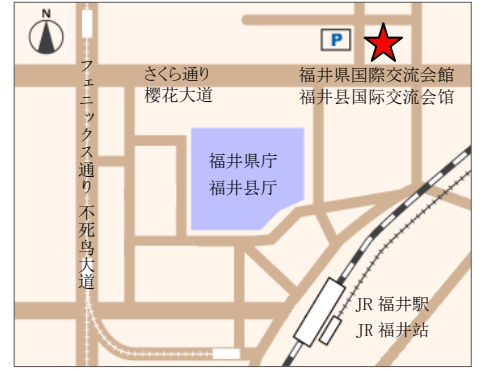 N
P
さくら通り
櫻花大道
福井県国際交流会館
福井县国际交流会馆
フェニックス通り 不死鸟大道
福井県庁
福井县厅
JR 福井駅
JR 福井站